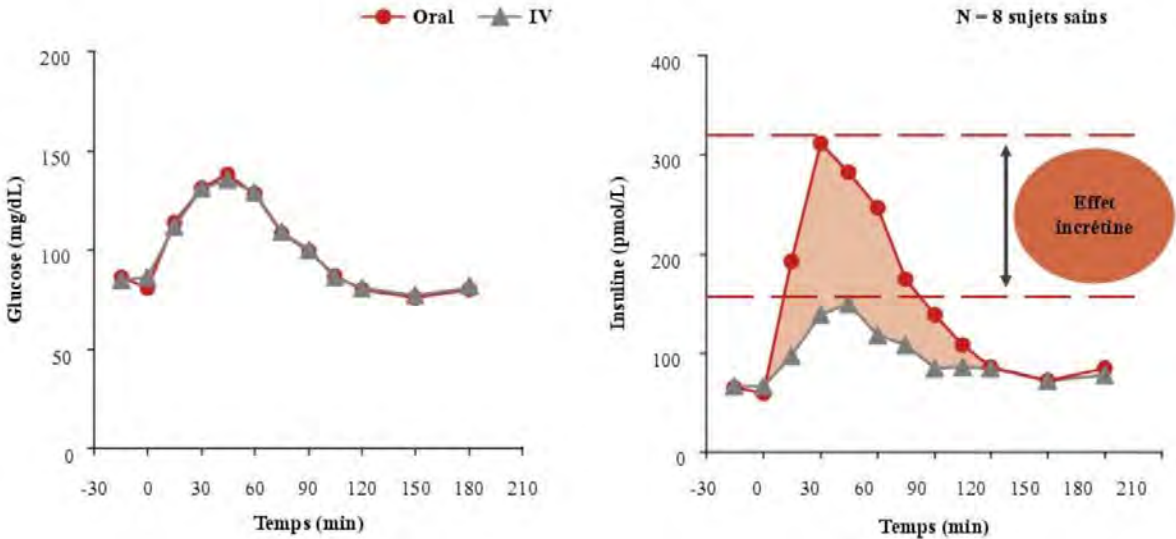 Oral IV
N = 8 sujets sains
200
150
100
50
0
Glucose (mg/dL)
-30 0 30 60 90 120 150 180 210
Temps (min)
400
300
200
100
0
Insuline (pmol/L)
Effet
incrétine
-30 0 30 60 90 120 150 180 210
Temps (min)